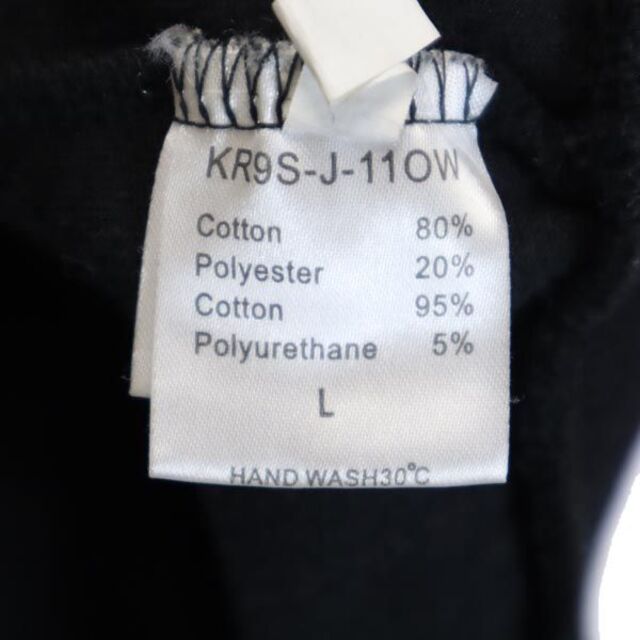 KR9S-J-11OW
Cotton 80%
Polyester 20%
Cotton 95%
Polyurethane 5%
L
HAND WASH30℃